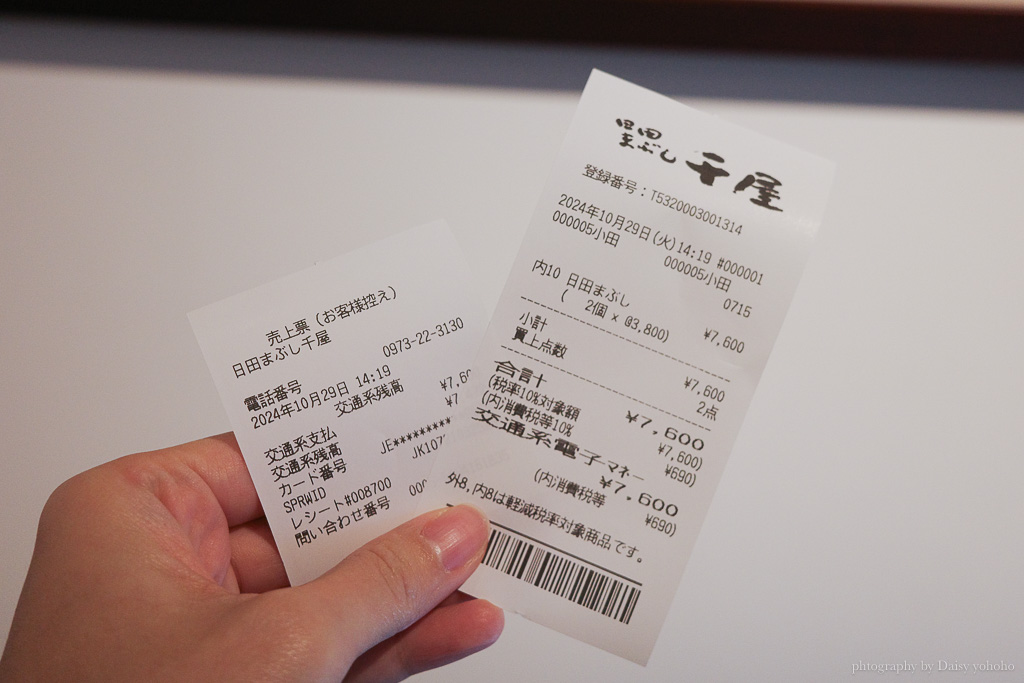 売上票(お客様控え)
日田まぶし千屋
0973-22-3130
電話番号
2024年10月29日 14:19
交通系残高
交通系支払 ¥7,6
交通系残高 ¥7
カード番号 JE*********
SPRWID JK107
レシート#008700
問い合わせ番号 00
日田
まぶし 千屋
登録番号:T5320003001314
2024年10月29日(火)14:19 #000001
000005小田 000005小田
0715
内10 日田まぶし
( 2個 x @3,800) ¥7,600
小計 ¥7,600
買上点数 2点
合計 ¥7,600
(税率10%対象額 ¥7,600)
(内消費税等10% ¥690)
交通系電子マネー
¥7,600
(内消費税等 ¥690)
外8,内8は軽減税率対象商品です。
phtography by Daisy yohoho